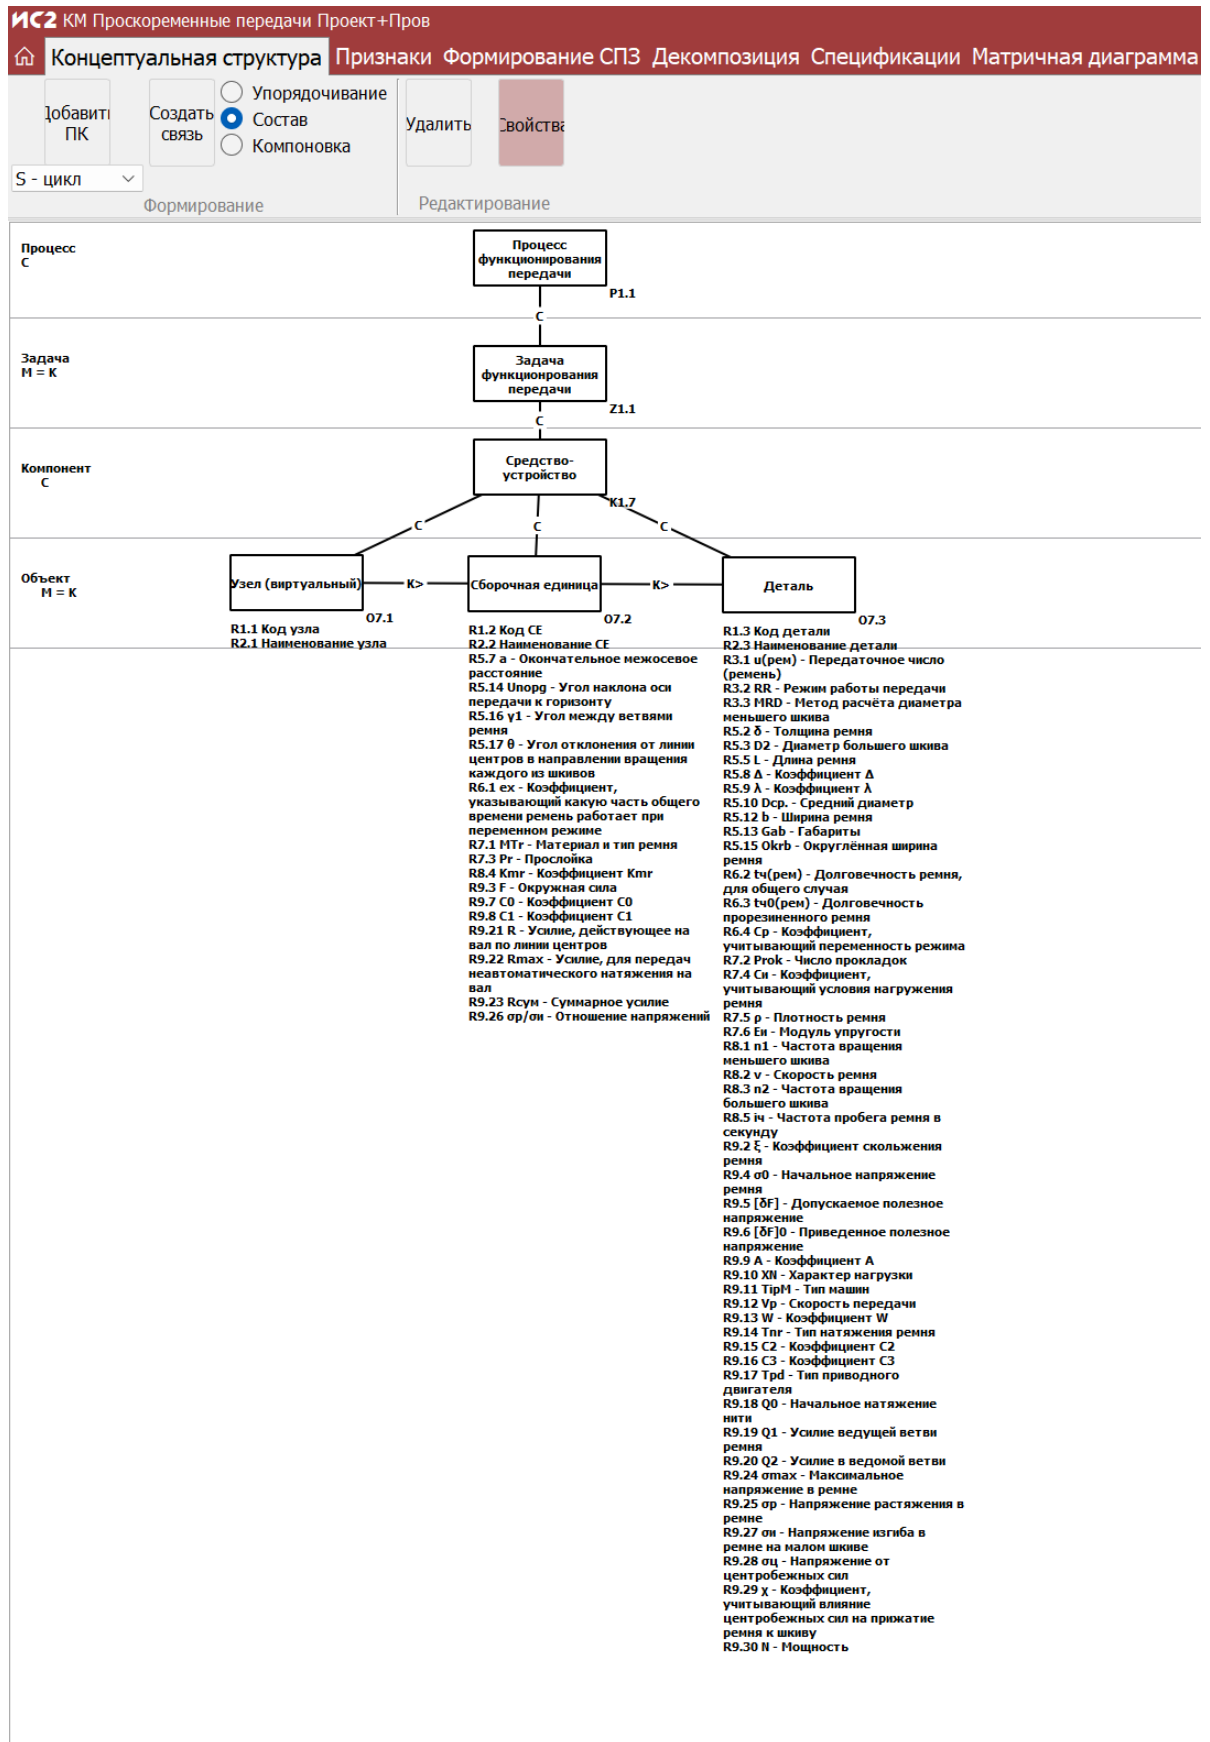 ИС2 КМ Проскоременные передачи Проект+Пров
Концептуальная структура Признаки Формирование СПЗ Декомпозиция Спецификации Матричная диаграмма
Добавить
ПК
Создать
связь
Упорядочивание
Состав
Компоновка
Удалить
Свойства
S - цикл
Формирование
Редактирование
Процесс
С
Процесс
функционирования
передачи
P1.1
С
Задача
М = К
Задача
функционрования
передачи
Z1.1
С
Компонент
С
Средство-
устройство
К1.7
С
С
С
Объект
М = К
Узел (виртуальный)
К>
Сборочная единица
К>
Деталь
О7.1
О7.2
О7.3
R1.1 Код узла
R2.1 Наименование узла
R1.2 Код СЕ
R2.2 Наименование СЕ
R5.7 a - Окончательное межосевое
расстояние
R5.14 Unopg - Угол наклона оси
передачи к горизонту
R5.16 γ1 - Угол между ветвями
ремня
R5.17 θ - Угол отклонения от линии
центров в направлении вращения
каждого из шкивов
R6.1 ex - Коэффициент,
указывающий какую часть общего
времени ремень работает при
переменном режиме
R7.1 MTr - Материал и тип ремня
R7.3 Pr - Прослойка
R8.4 Kmr - Коэффициент Kmr
R9.3 F - Окружная сила
R9.7 C0 - Коэффициент C0
R9.8 C1 - Коэффициент C1
R9.21 R - Усилие, действующее на
вал по линии центров
R9.22 Rmax - Усилие, для передач
неавтоматического натяжения на
вал
R9.23 Rсум - Суммарное усилие
R9.26 σр/σи - Отношение напряжений
R1.3 Код детали
R2.3 Наименование детали
R3.1 u(рем) - Передаточное число
(ремень)
R3.2 RR - Режим работы передачи
R3.3 MRD - Метод расчёта диаметра
меньшего шкива
R5.2 δ - Толщина ремня
R5.3 D2 - Диаметр большего шкива
R5.5 L - Длина ремня
R5.8 Δ - Коэффициент Δ
R5.9 λ - Коэффициент λ
R5.10 Dср. - Средний диаметр
R5.12 b - Ширина ремня
R5.13 Gab - Габариты
R5.15 Okrb - Округлённая ширина
ремня
R6.2 tч(рем) - Долговечность ремня,
для общего случая
R6.3 tч0(рем) - Долговечность
прорезиненного ремня
R6.4 Cр - Коэффициент,
учитывающий переменность режима
R7.2 Prok - Число прокладок
R7.4 Си - Коэффициент,
учитывающий условия нагружения
ремня
R7.5 ρ - Плотность ремня
R7.6 Eи - Модуль упругости
R8.1 n1 - Частота вращения
меньшего шкива
R8.2 v - Скорость ремня
R8.3 n2 - Частота вращения
большего шкива
R8.5 iч - Частота пробега ремня в
секунду
R9.2 ξ - Коэффициент скольжения
ремня
R9.4 σ0 - Начальное напряжение
ремня
R9.5 [δF] - Допускаемое полезное
напряжение
R9.6 [δF]0 - Приведенное полезное
напряжение
R9.9 A - Коэффициент A
R9.10 XN - Характер нагрузки
R9.11 TipM - Тип машин
R9.12 Vp - Скорость передачи
R9.13 W - Коэффициент W
R9.14 Tnr - Тип натяжения ремня
R9.15 C2 - Коэффициент C2
R9.16 C3 - Коэффициент C3
R9.17 Tpd - Тип приводного
двигателя
R9.18 Q0 - Начальное натяжение
нити
R9.19 Q1 - Усилие ведущей ветви
ремня
R9.20 Q2 - Усилие в ведомой ветви
R9.24 σmax - Максимальное
напряжение в ремне
R9.25 σр - Напряжение растяжения в
ремне
R9.27 σи - Напряжение изгиба в
ремне на малом шкиве
R9.28 σц - Напряжение от
центробежных сил
R9.29 χ - Коэффициент,
учитывающий влияние
центробежных сил на прижатие
ремня к шкиву
R9.30 N - Мощность